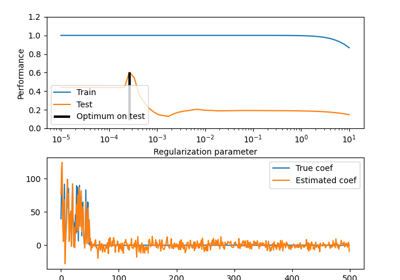 1.2
1.0
0.8
0.6
0.4
0.2
0.0
Performance
Train
Test
Optimum on test
10⁻⁵ 10⁻⁴ 10⁻³ 10⁻² 10⁻¹ 10⁰ 10¹
Regularization parameter
100
50
0
True coef
Estimated coef
0 100 200 300 400 500